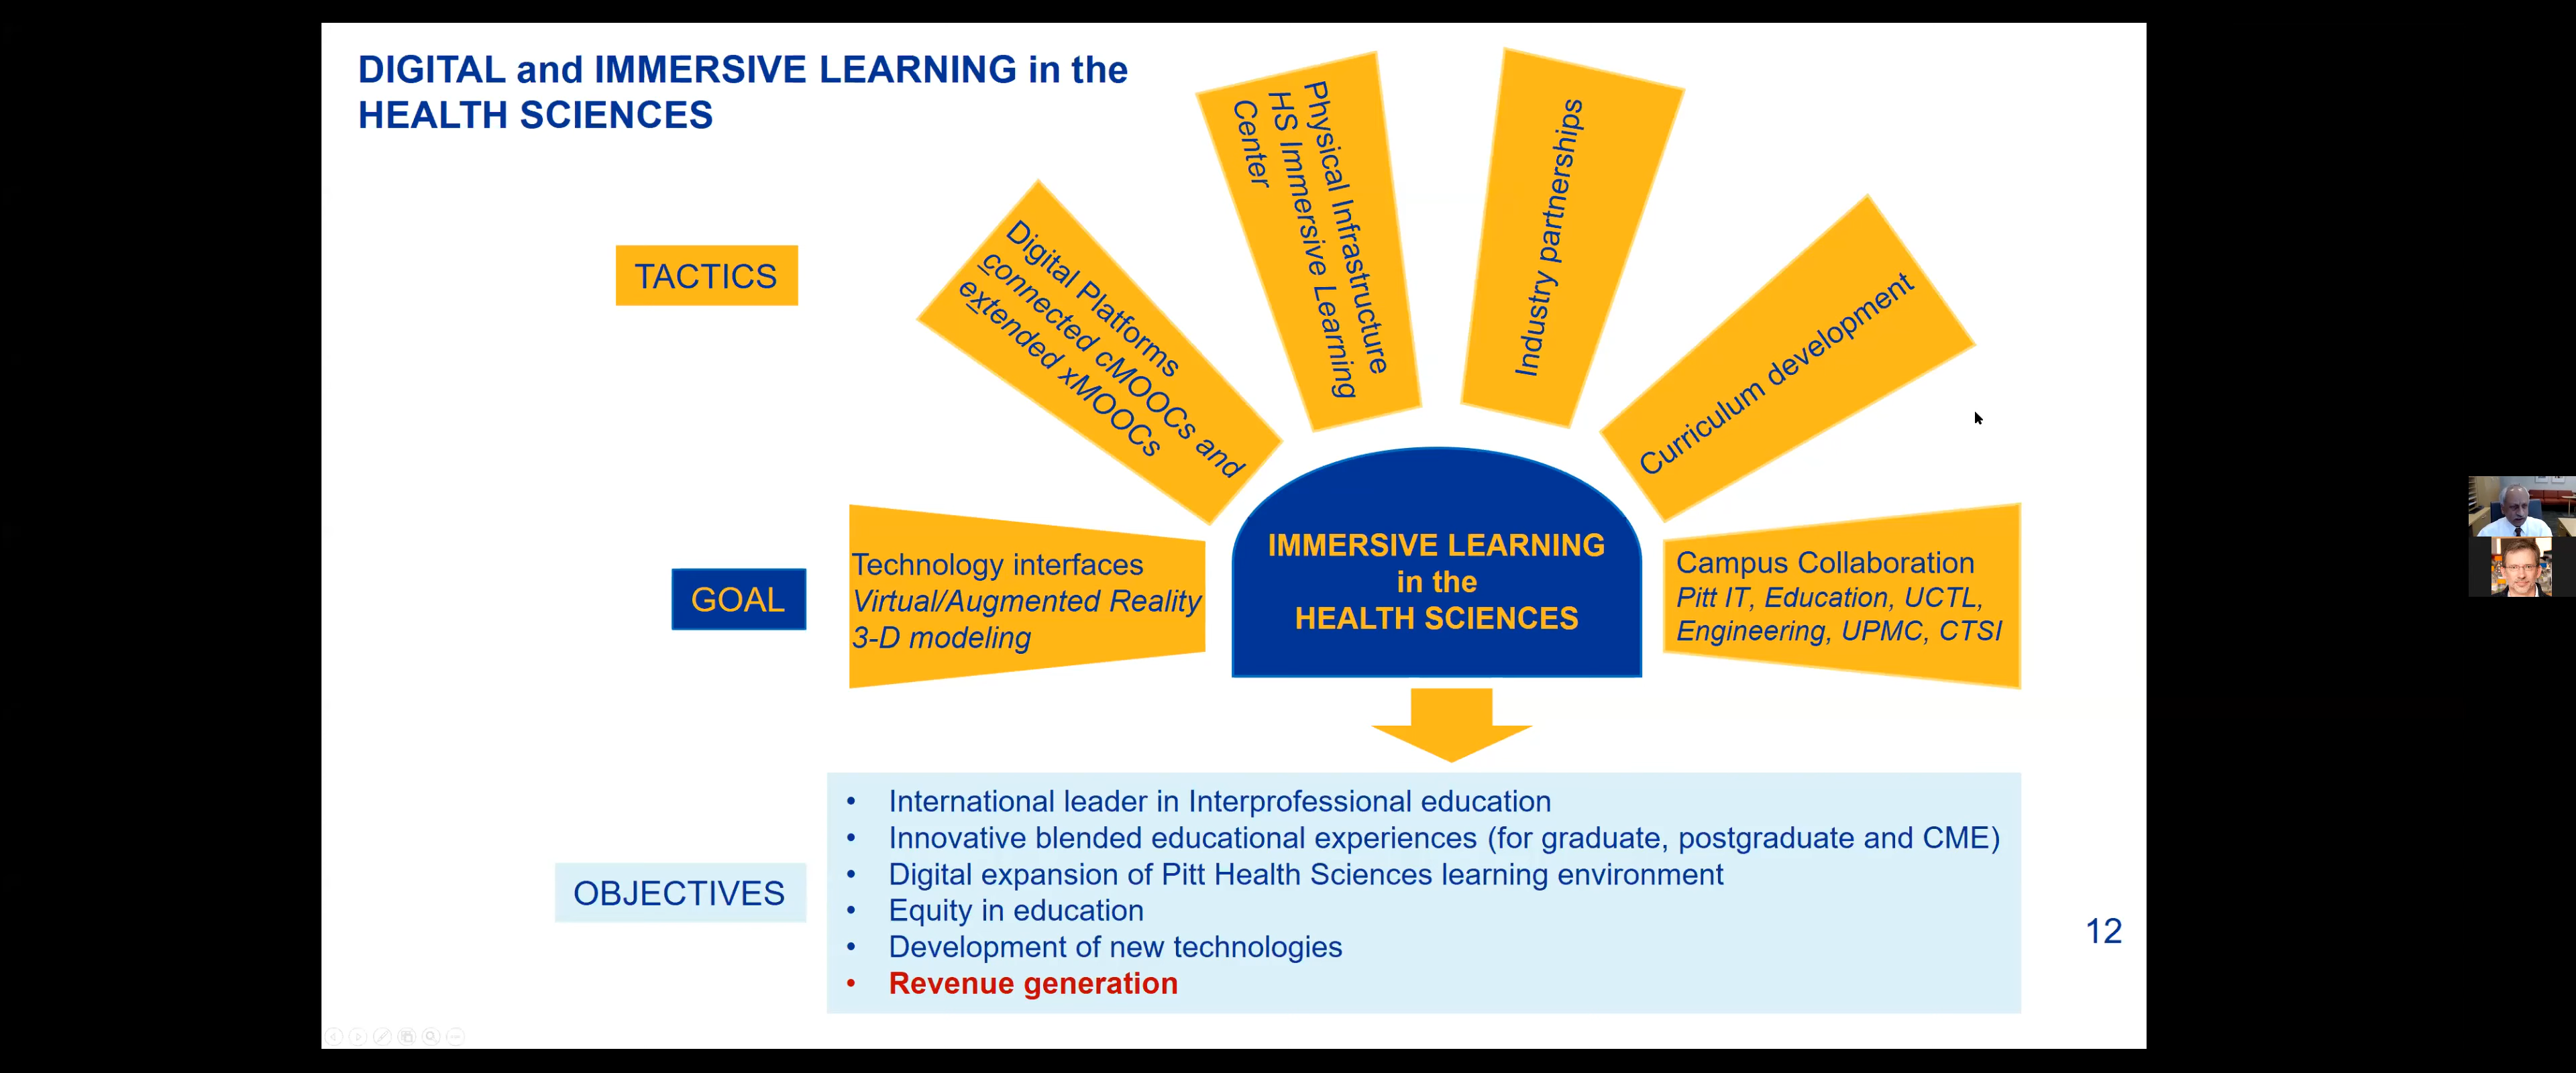 DIGITAL and IMMERSIVE LEARNING in the
HEALTH SCIENCES
TACTICS
Digital Platforms
connected cMOOCs and
extended xMOOCs
Physical Infrastructure
HS Immersive Learning
Center
Industry partnerships
Curriculum development
GOAL
Technology interfaces
Virtual/Augmented Reality
3-D modeling
IMMERSIVE LEARNING
in the
HEALTH SCIENCES
Campus Collaboration
Pitt IT, Education, UCTL,
Engineering, UPMC, CTSI
OBJECTIVES
• International leader in Interprofessional education
• Innovative blended educational experiences (for graduate, postgraduate and CME)
• Digital expansion of Pitt Health Sciences learning environment
• Equity in education
• Development of new technologies
• Revenue generation
12